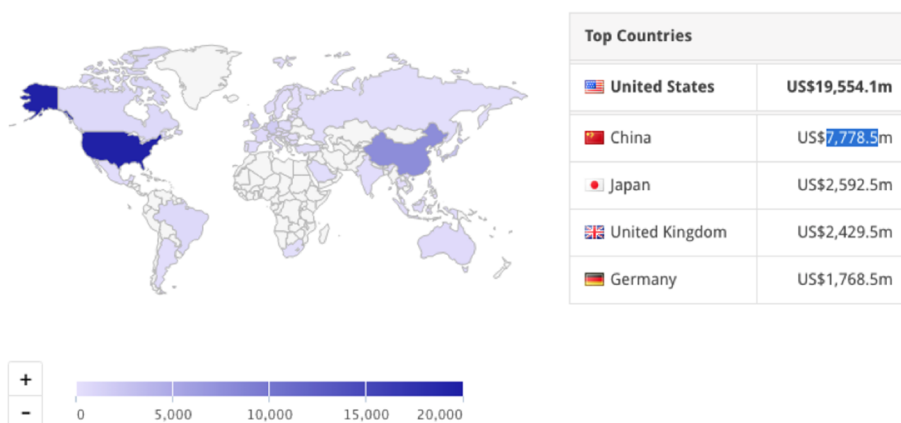 Top Countries
United States US$19,554.1m
China US$7,778.5m
Japan US$2,592.5m
United Kingdom US$2,429.5m
Germany US$1,768.5m
+
-
0 5,000 10,000 15,000 20,000